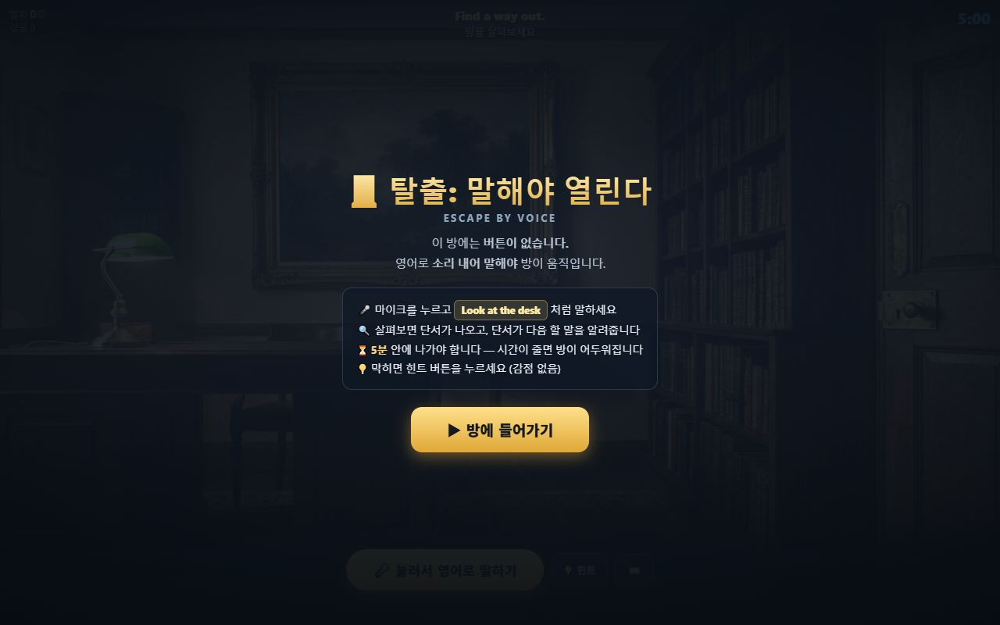 발화 0회
성공 0
Find a way out.
방을 살펴보세요
5:00
탈출: 말해야 열린다
ESCAPE BY VOICE
이 방에는 버튼이 없습니다.
영어로 소리 내어 말해야 방이 움직입니다.
마이크를 누르고 Look at the desk 처럼 말하세요
살펴보면 단서가 나오고, 단서가 다음 할 말을 알려줍니다
5분 안에 나가야 합니다 — 시간이 줄면 방이 어두워집니다
막히면 힌트 버튼을 누르세요 (감점 없음)
▶ 방에 들어가기
눌러서 영어로 말하기
힌트